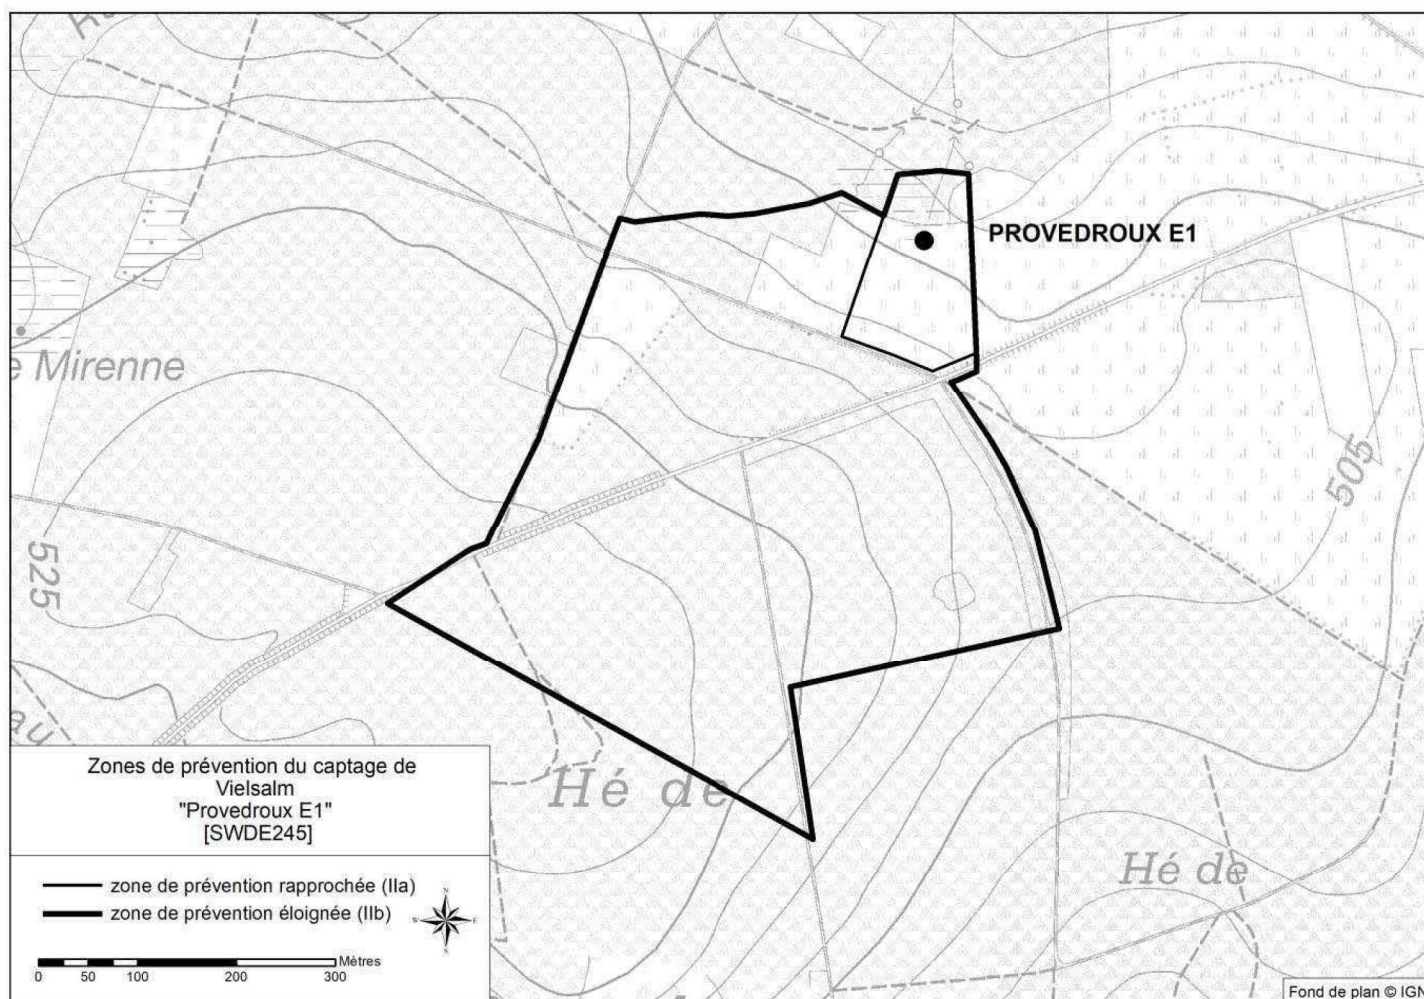 PROVEDROUX E1
Mirenne
505
525
Hé de
Hé de
Zones de prévention du captage de
Vielsalm
"Provedroux E1"
[SWDE245]
zone de prévention rapprochée (IIa)
zone de prévention éloignée (IIb)
N
W
E
S
Mètres
0 50 100 200 300
Fond de plan © IGN